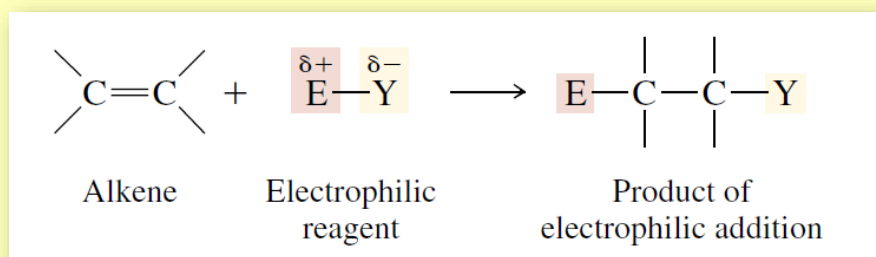 δ+ δ−
C=C + E—Y → E—C—C—Y
Alkene Electrophilic Product of
reagent electrophilic addition